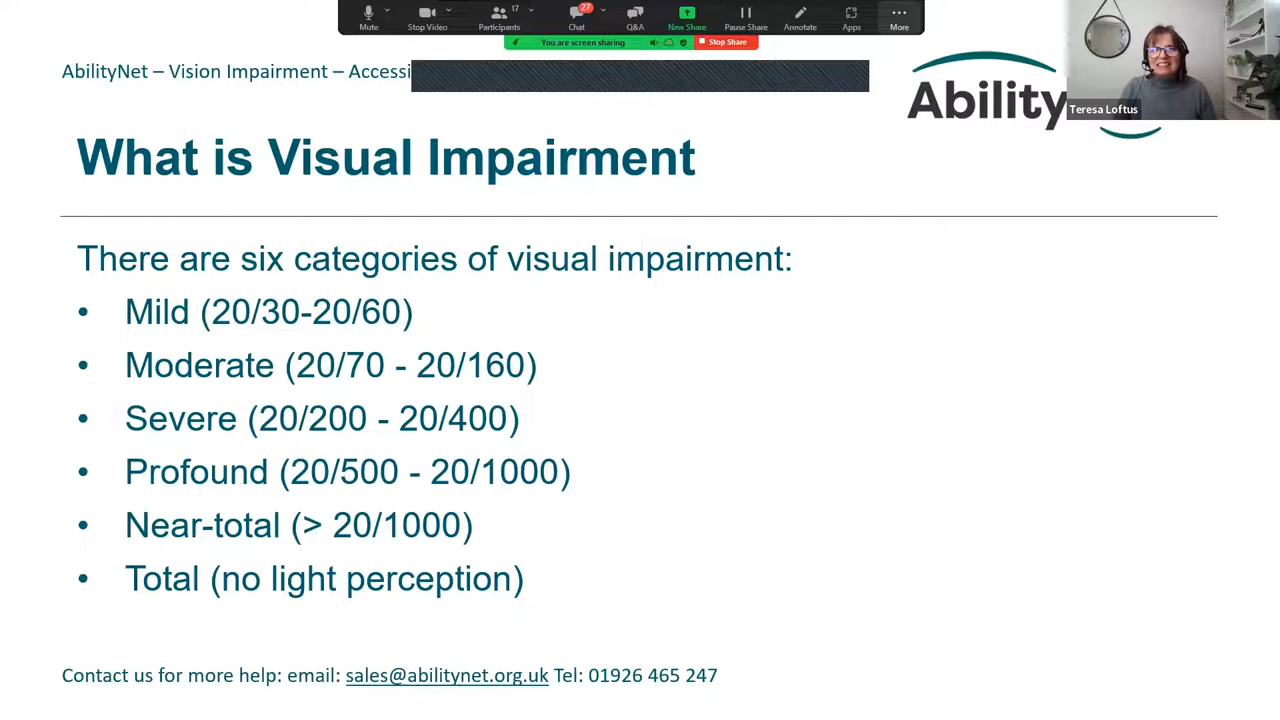 17
27
Mute
Stop Video
Participants
Chat
Q&A
New Share
Pause Share
Annotate
Apps
More
You are screen sharing
Stop Share
AbilityNet – Vision Impairment – Accessi
Ability
Teresa Loftus
What is Visual Impairment
There are six categories of visual impairment:
• Mild (20/30-20/60)
• Moderate (20/70 - 20/160)
• Severe (20/200 - 20/400)
• Profound (20/500 - 20/1000)
• Near-total (> 20/1000)
• Total (no light perception)
Contact us for more help: email: sales@abilitynet.org.uk Tel: 01926 465 247